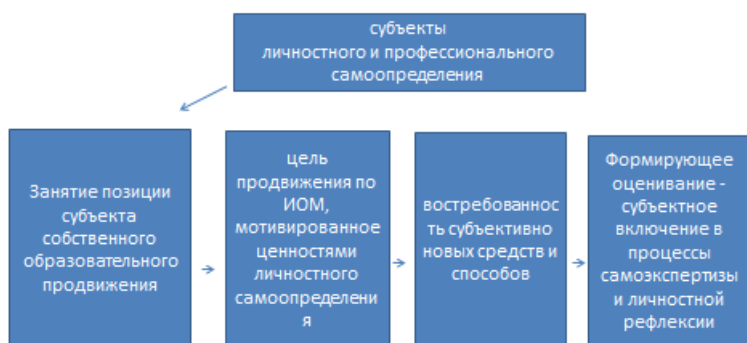 субъекты
личностного и профессионального
самоопределения
Занятие позиции
субъекта
собственного
образовательного
продвижения
цель
продвижения по
ИОМ,
мотивированное
ценностями
личностного
самоопределени
я
востребованнос
ть субъективно
новых средств и
способов
Формирующее
оценивание -
субъектное
включение в
процессы
самоэкспертизы
и личностной
рефлексии